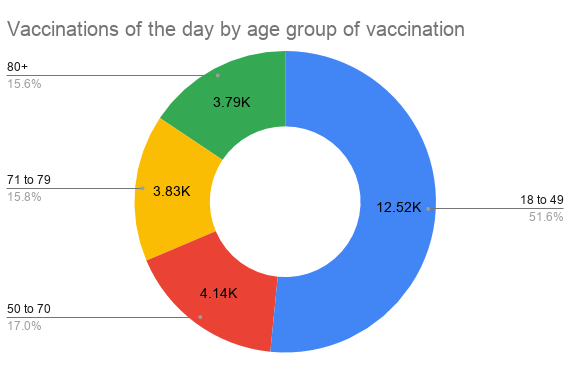 Vaccinations of the day by age group of vaccination
80+
15.6%
3.79K
71 to 79
15.8%
3.83K
12.52K
18 to 49
51.6%
4.14K
50 to 70
17.0%